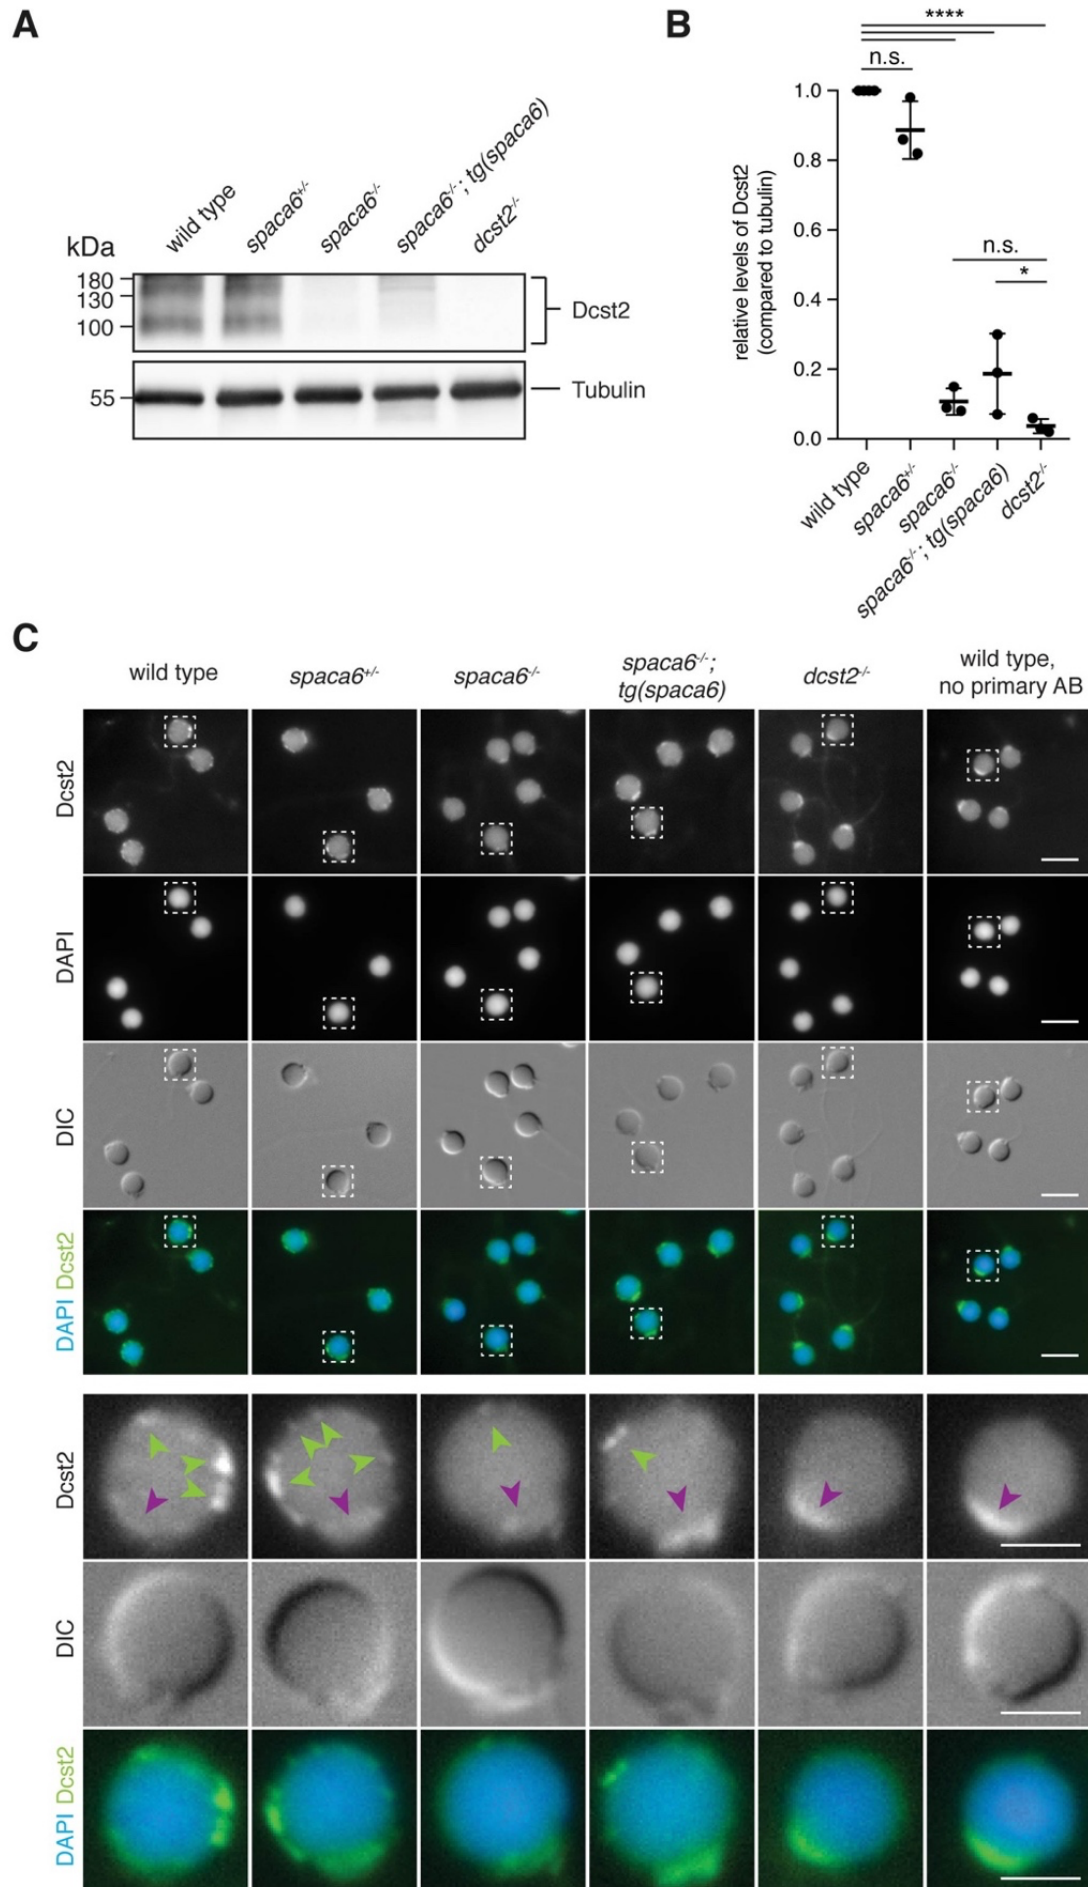 A
kDa
wild type
spaca6+/-
spaca6-/-
spaca6-/-; tg(spaca6)
dcst2-/-
180
130
100
Dcst2
55
Tubulin
B
****
n.s.
n.s.
*
relative levels of Dcst2
(compared to tubulin)
1.0
0.8
0.6
0.4
0.2
0.0
wild type
spaca6+/-
spaca6-/-
spaca6-/-; tg(spaca6)
dcst2-/-
C
wild type
spaca6+/-
spaca6-/-
spaca6-/-;
tg(spaca6)
dcst2-/-
wild type,
no primary AB
Dcst2
DAPI
DIC
DAPI Dcst2
Dcst2
DIC
DAPI Dcst2